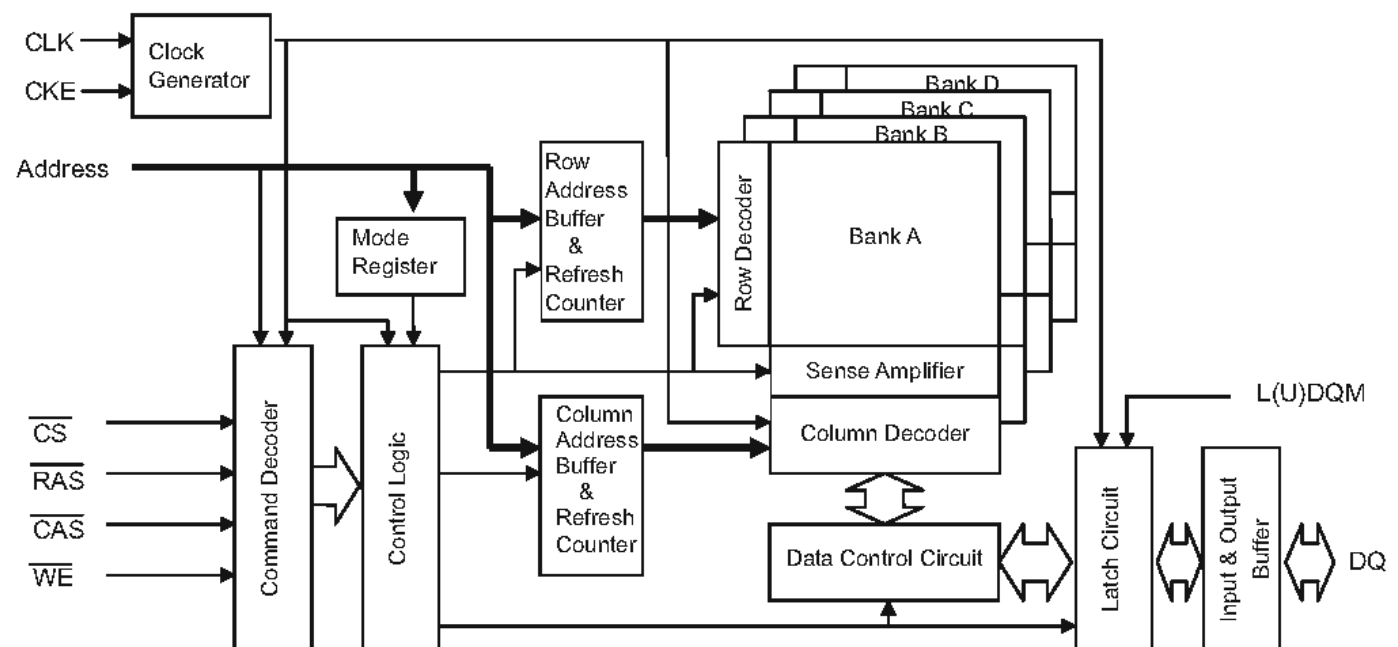 CLK
CKE
Clock
Generator
Address
Mode
Register
Row
Address
Buffer
&
Refresh
Counter
Bank D
Bank C
Bank B
Bank A
Row Decoder
Sense Amplifier
Column Decoder
Column
Address
Buffer
&
Refresh
Counter
CS
RAS
CAS
WE
Command Decoder
Control Logic
Data Control Circuit
L(U)DQM
Latch Circuit
Input & Output
Buffer
DQ